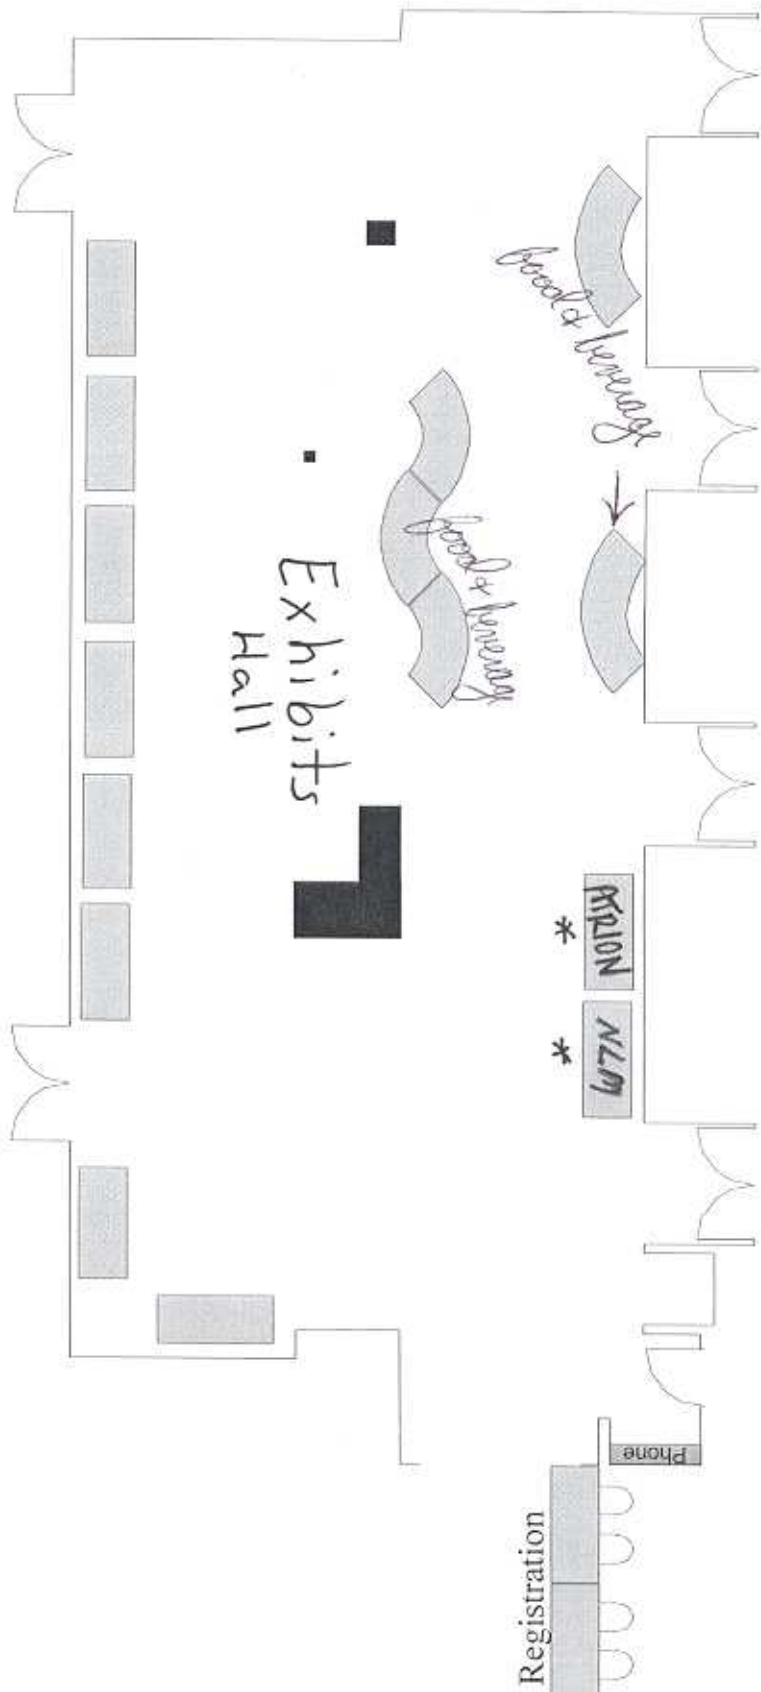 food & beverage
food & beverage
Exhibits
Hall
ATRION
*
NLM
*
Phone
Registration